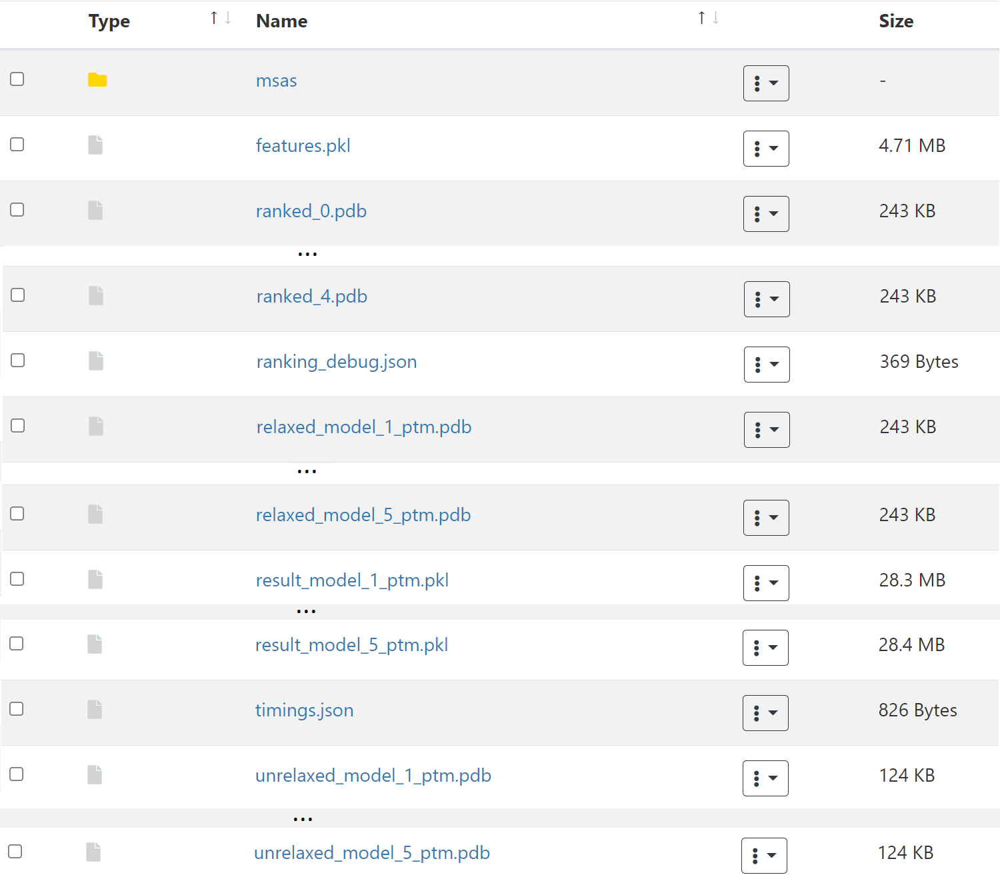 Type ↑↓ Name ↑↓ Size
msas -
features.pkl 4.71 MB
ranked_0.pdb 243 KB
...
ranked_4.pdb 243 KB
ranking_debug.json 369 Bytes
relaxed_model_1_ptm.pdb 243 KB
...
relaxed_model_5_ptm.pdb 243 KB
result_model_1_ptm.pkl 28.3 MB
...
result_model_5_ptm.pkl 28.4 MB
timings.json 826 Bytes
unrelaxed_model_1_ptm.pdb 124 KB
...
unrelaxed_model_5_ptm.pdb 124 KB